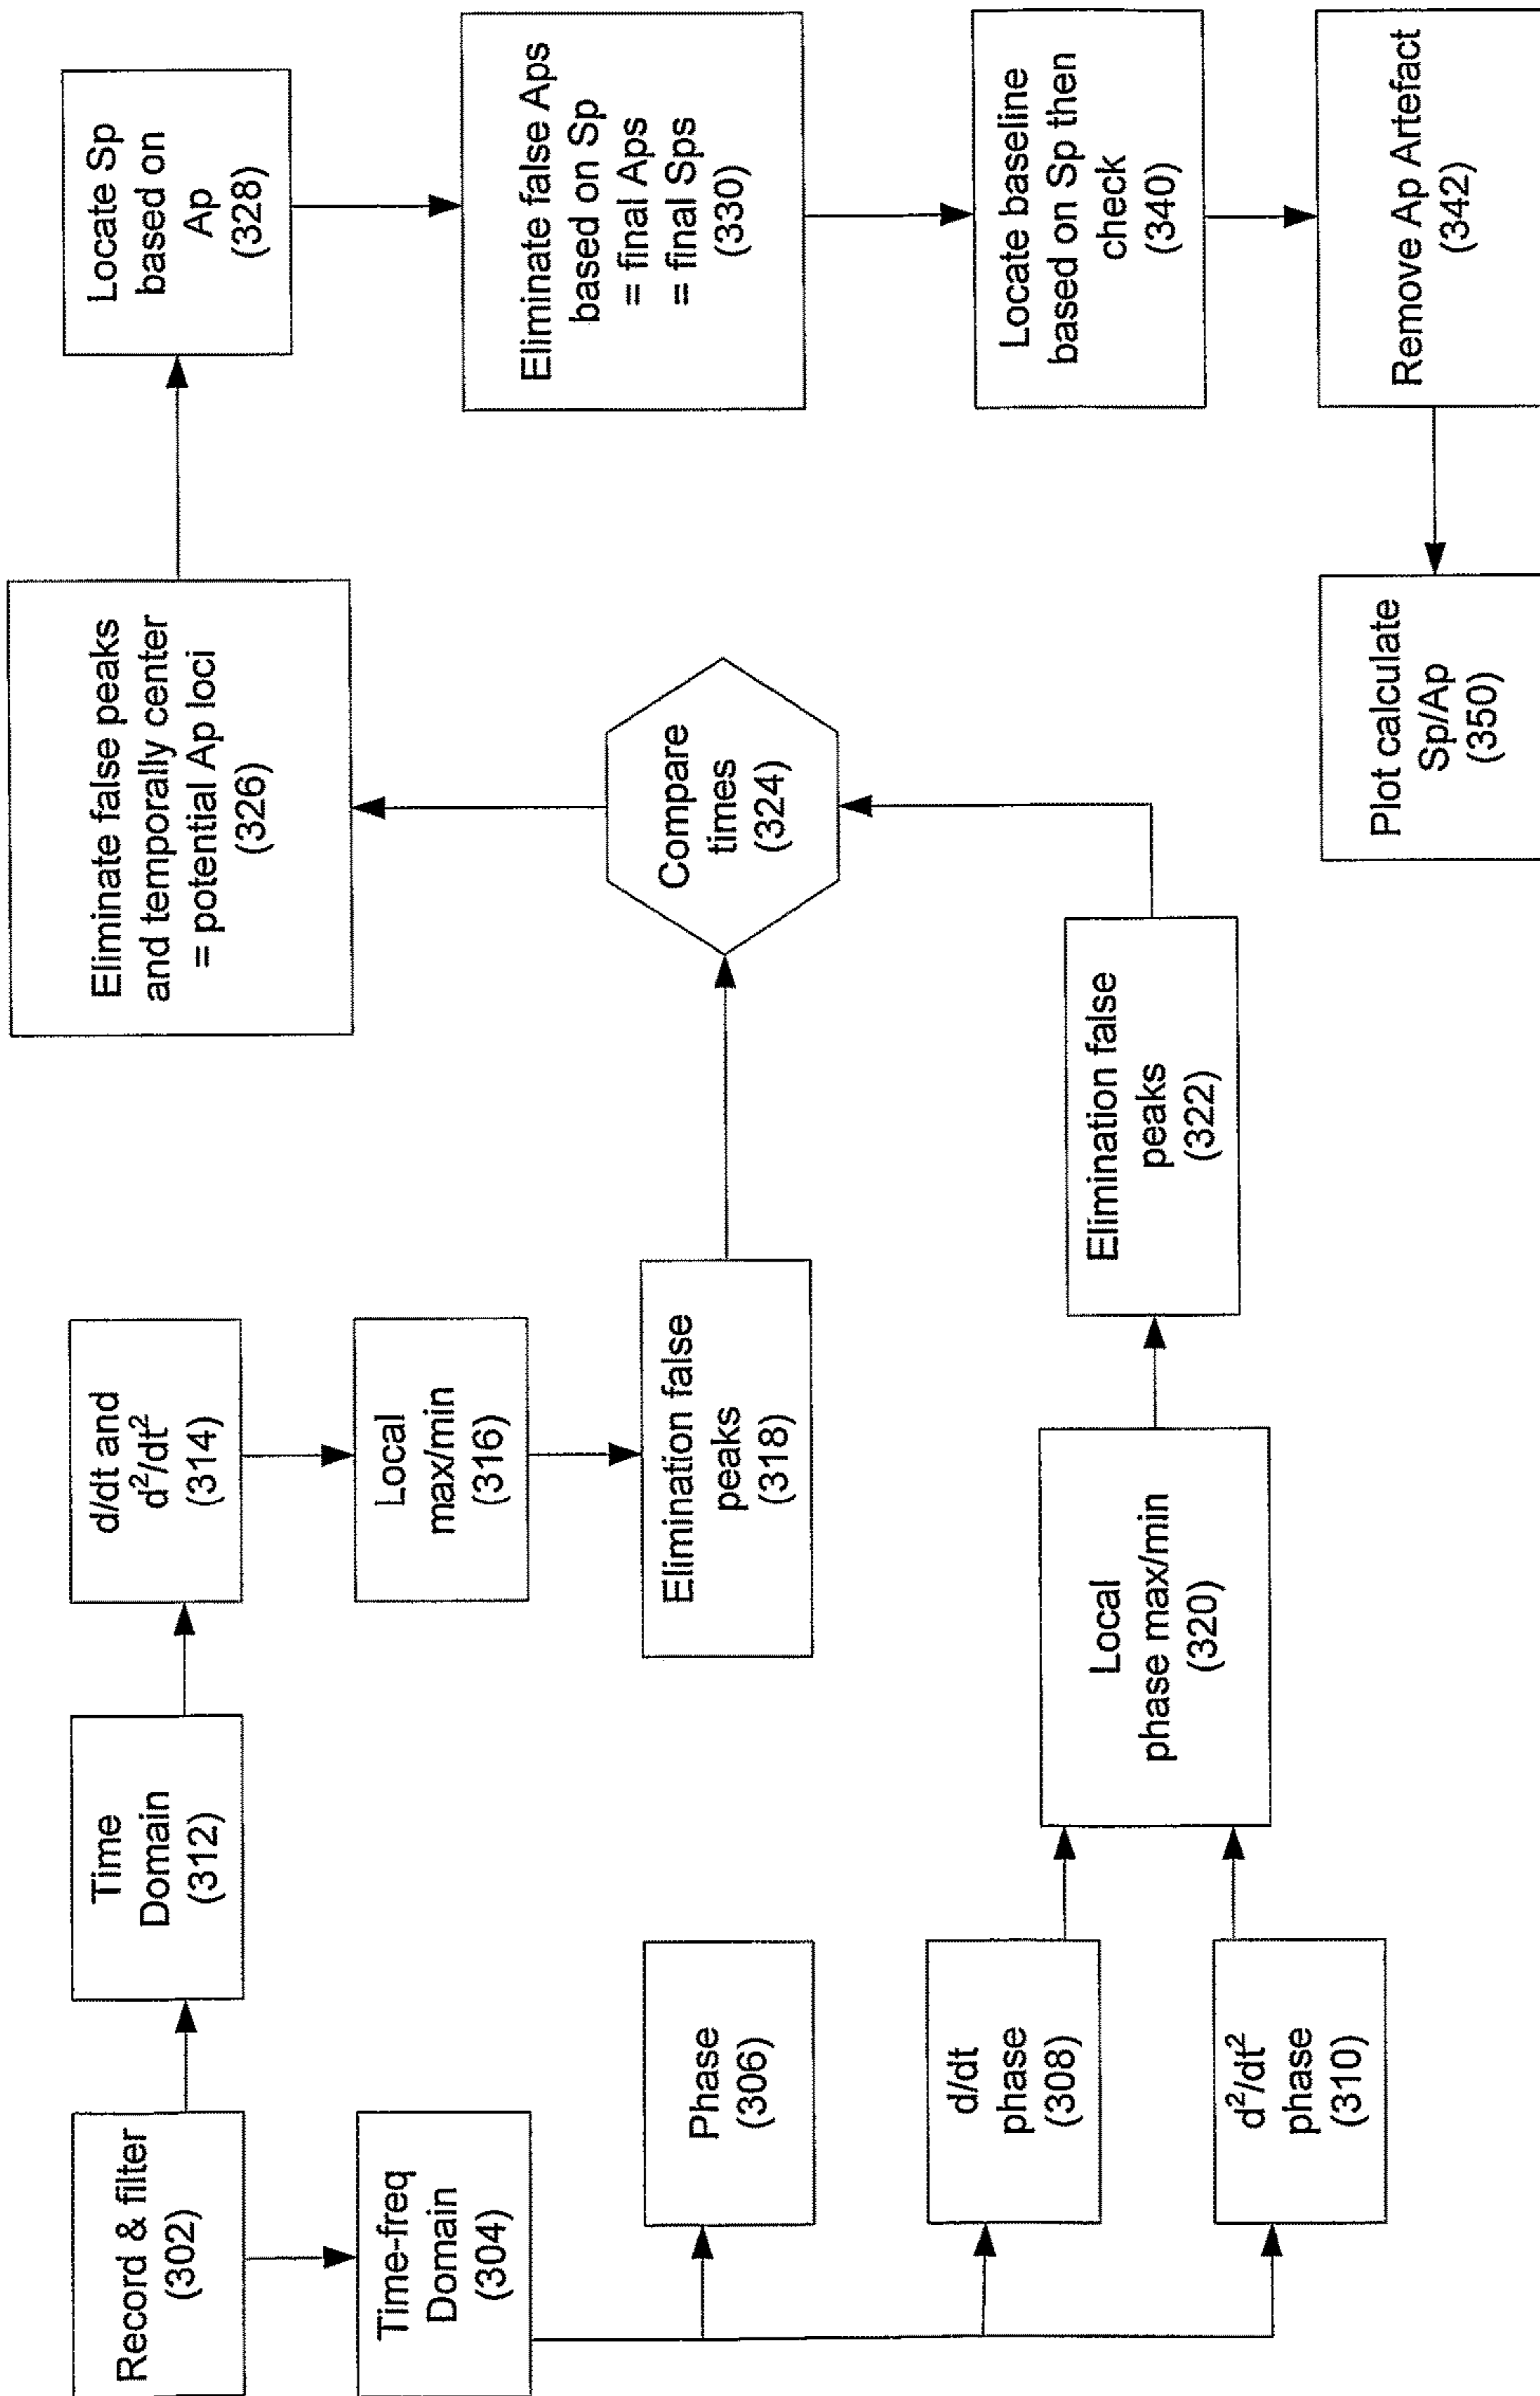 Record & filter
(302)
Time-freq
Domain
(304)
Phase
(306)
d/dt
phase
(308)
d²/dt²
phase
(310)
Time
Domain
(312)
d/dt and
d²/dt²
(314)
Local
max/min
(316)
Elimination false
peaks
(318)
Local
phase max/min
(320)
Elimination false
peaks
(322)
Compare
times
(324)
Eliminate false peaks
and temporally center
= potential Ap loci
(326)
Locate Sp
based on
Ap
(328)
Eliminate false Aps
based on Sp
= final Aps
= final Sps
(330)
Locate baseline
based on Sp then
check
(340)
Remove Ap Artefact
(342)
Plot calculate
Sp/Ap
(350)